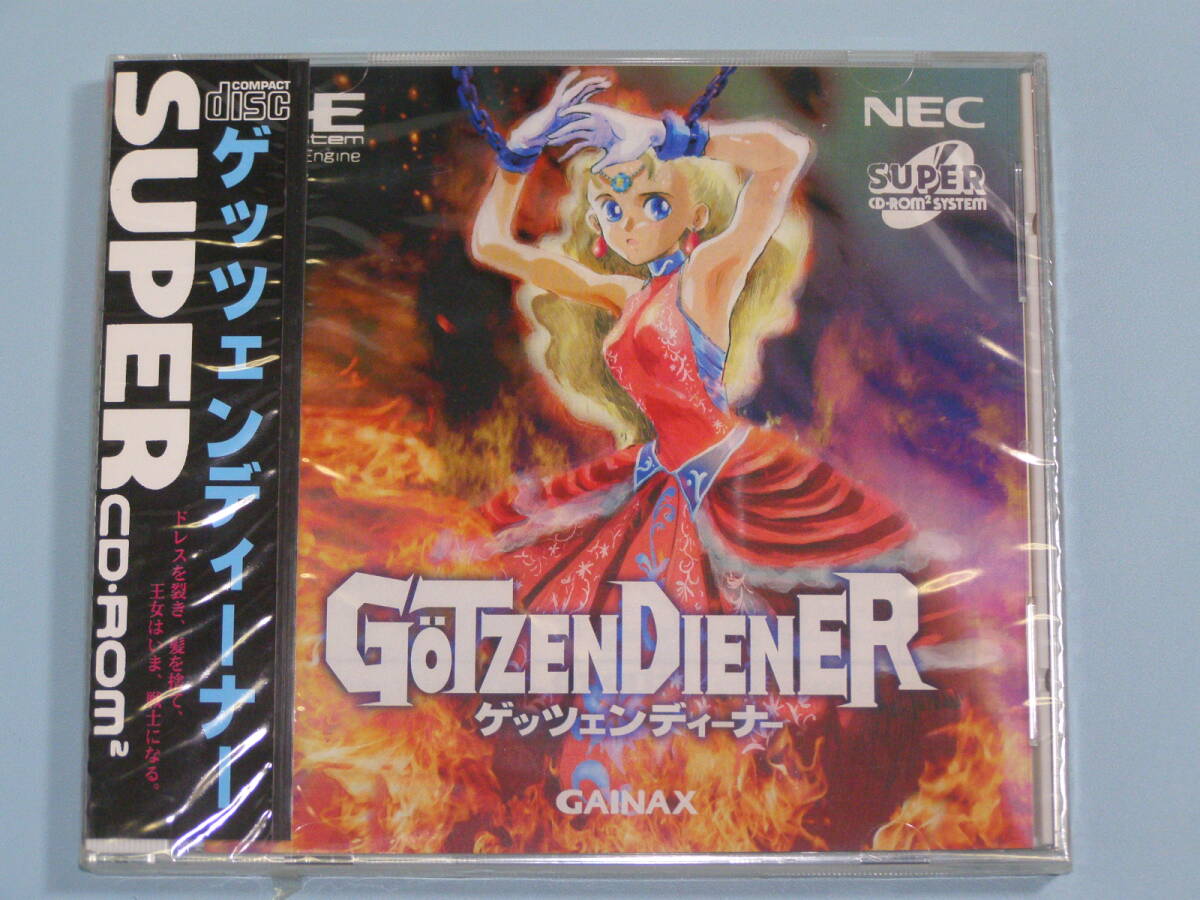 COMPACT
disc
SUPER CD-ROM²
ゲッツェンディーナー
ドレスを裂き、髪を捨て、
王女はいま、戦士になる。
E
stem
Engine
NEC
SUPER
CD-ROM² SYSTEM
GÖTZENDIENER
ゲッツェンディーナー
GAINAX